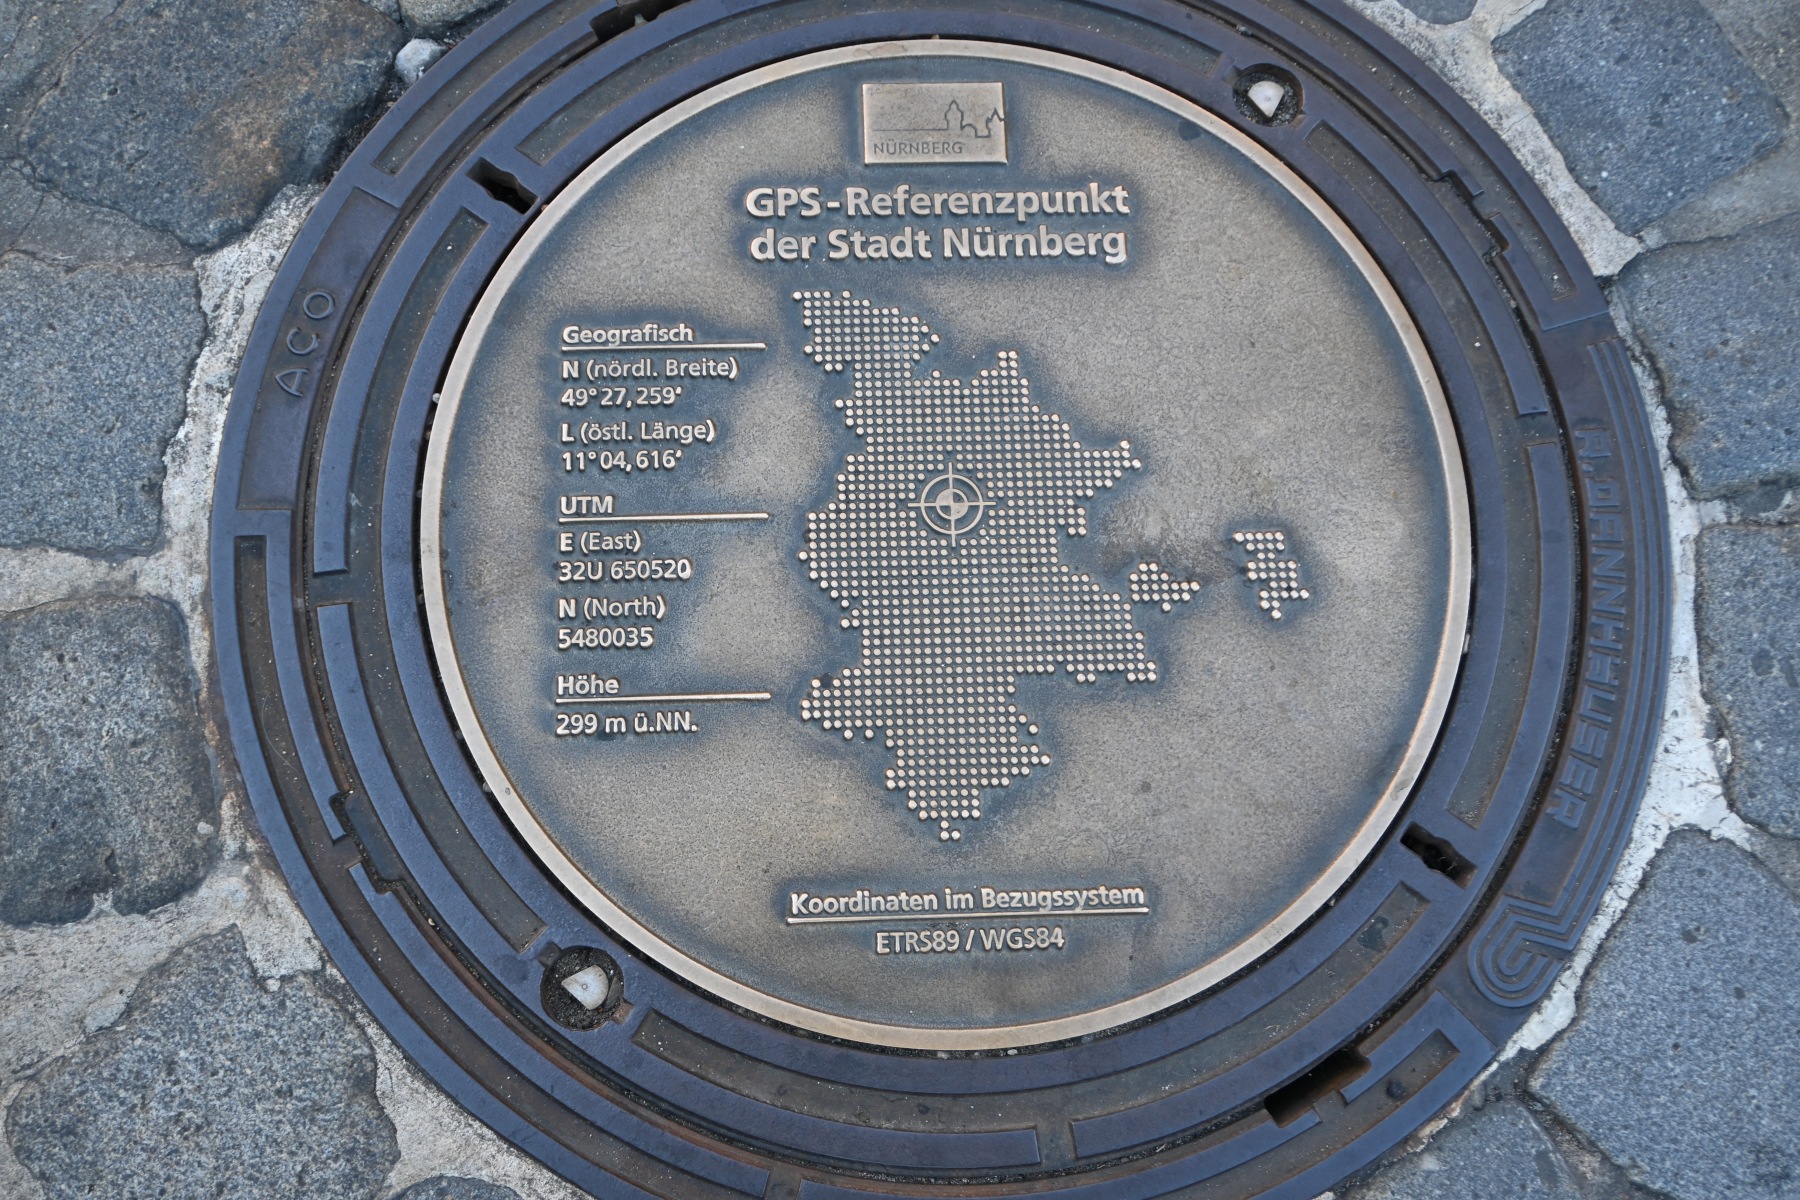 NÜRNBERG
GPS-Referenzpunkt
der Stadt Nürnberg
Geografisch
N (nördl. Breite)
49°27,259'
L (östl. Länge)
11°04,616'
UTM
E (East)
32U 650520
N (North)
5480035
Höhe
299 m ü.NN.
Koordinaten im Bezugssystem
ETRS89 / WGS84
ACO